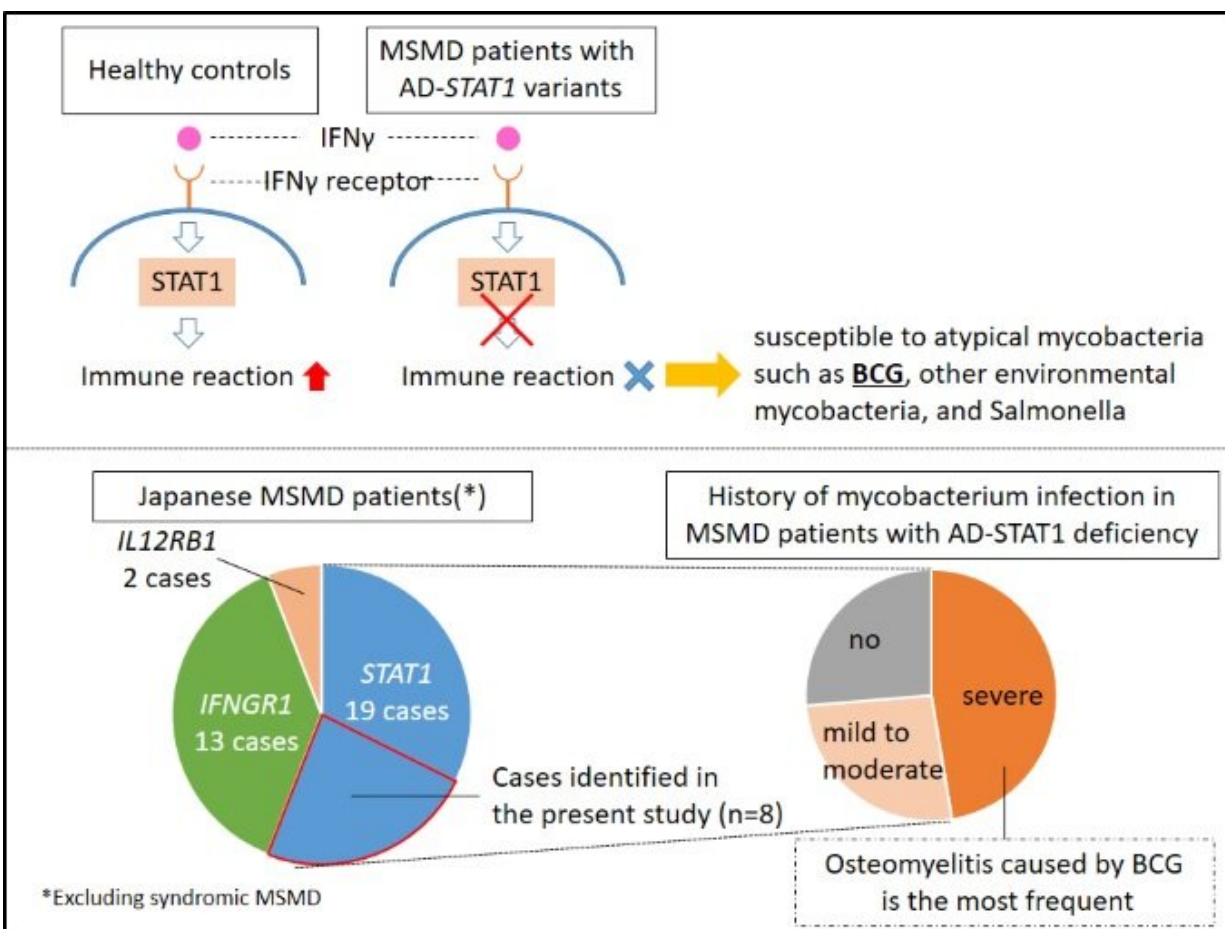 Healthy controls
MSMD patients with
AD-STAT1 variants
IFNγ
IFNγ receptor
STAT1
STAT1
Immune reaction
Immune reaction
susceptible to atypical mycobacteria
such as BCG, other environmental
mycobacteria, and Salmonella
Japanese MSMD patients(*)
IL12RB1
2 cases
IFNGR1
13 cases
STAT1
19 cases
Cases identified in
the present study (n=8)
*Excluding syndromic MSMD
History of mycobacterium infection in
MSMD patients with AD-STAT1 deficiency
no
severe
mild to
moderate
Osteomyelitis caused by BCG
is the most frequent